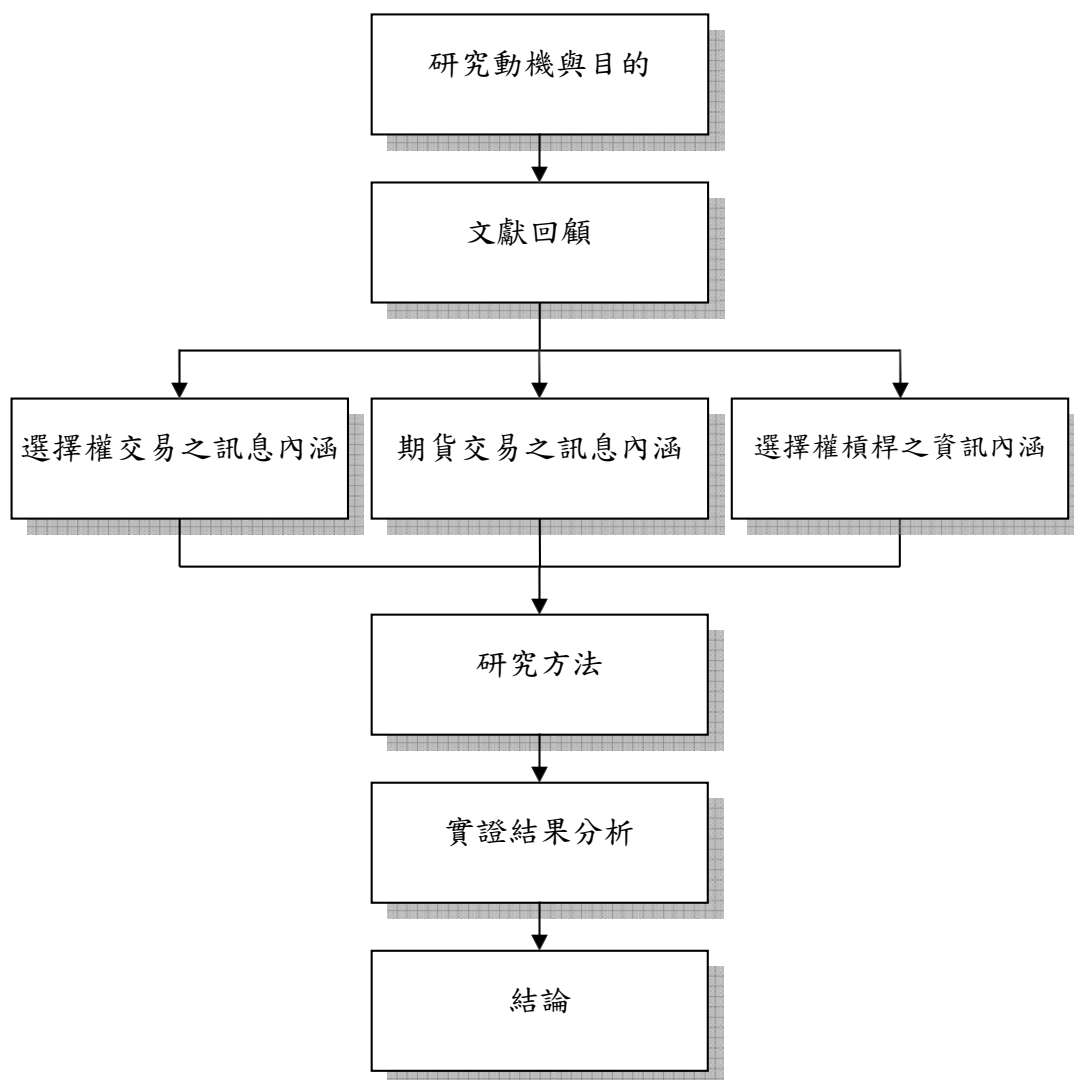 研究動機與目的
文獻回顧
選擇權交易之訊息內涵
期貨交易之訊息內涵
選擇權槓桿之資訊內涵
研究方法
實證結果分析
結論